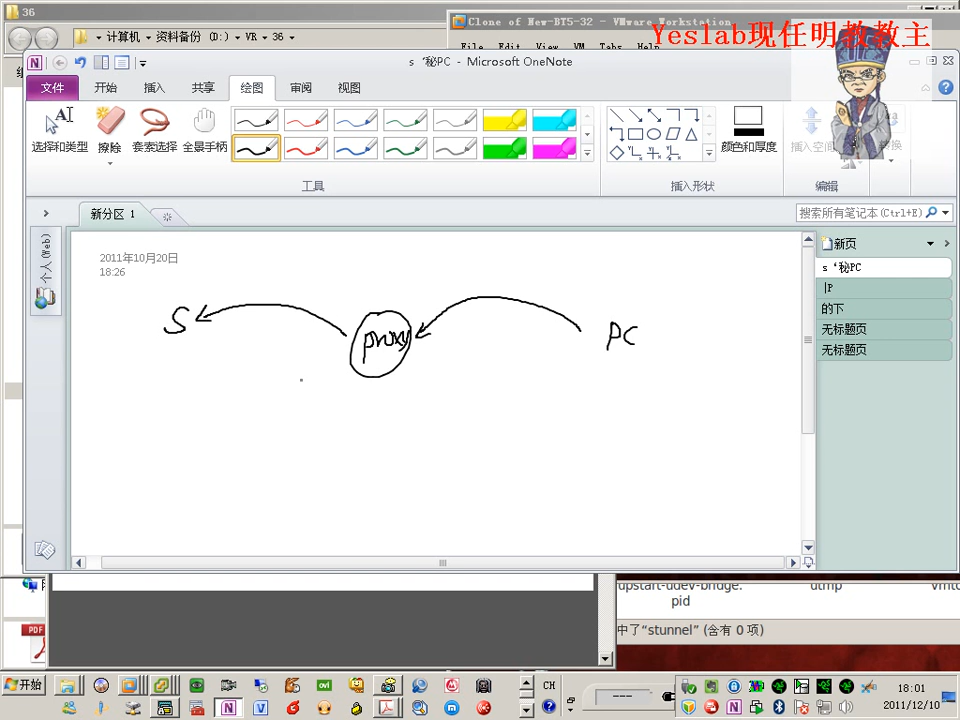 36
Clone of New-BT5-32 - VMware Workstation
Yeslab现任明教教主
计算机 资料备份 (D:) VR 36
File Edit View VM Tabs Help
s ‘秘PC - Microsoft OneNote
文件 开始 插入 共享 绘图 审阅 视图
选择和类型 擦除 套索选择 全景手柄 颜色和厚度 插入空间 转换
工具 插入形状 编辑
新分区 1
搜索所有笔记本(Ctrl+E)
个人(Web)
2011年10月20日
18:26
S proxy PC
新页
s ‘秘PC
|P
的下
无标题页
无标题页
upstart-udev-bridge. utmp vmtc
pid
中了“stunnel” (含有 0 项)
PDF
开始 ovi CH 18:01
2011/12/10